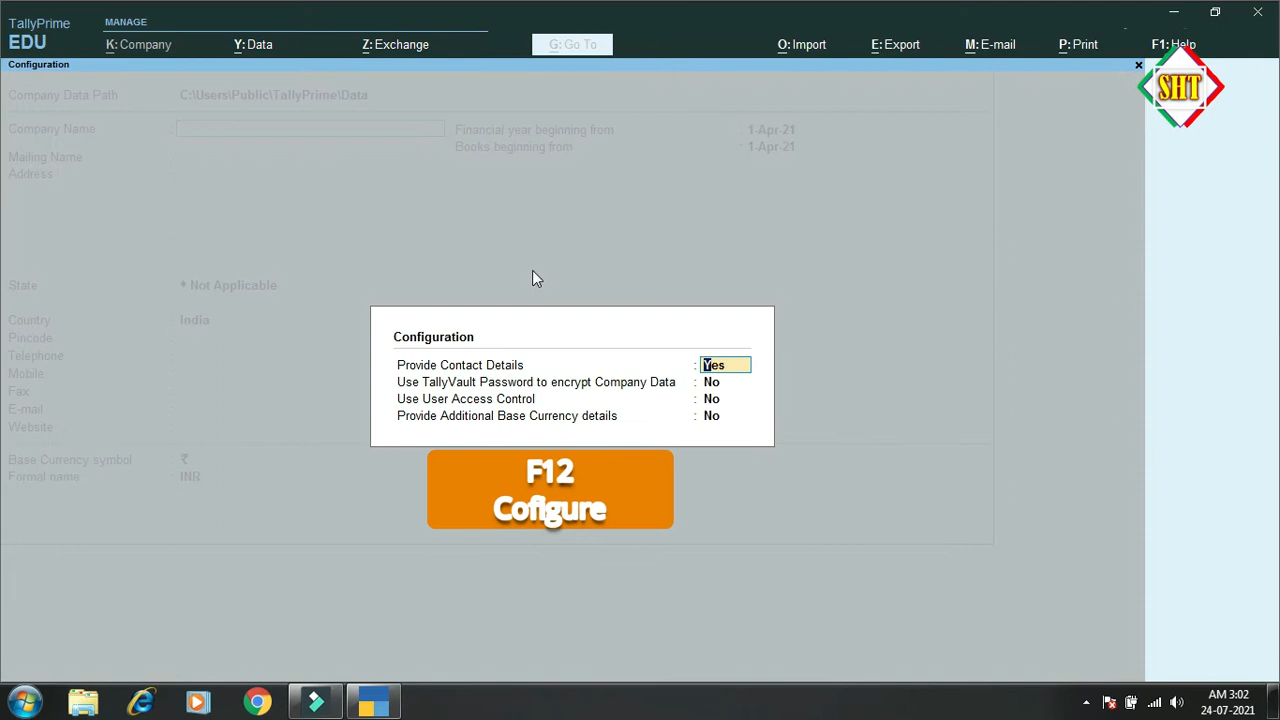 TallyPrime
EDU
MANAGE
K: Company
Y: Data
Z: Exchange
G: Go To
O: Import
E: Export
M: E-mail
P: Print
F1: Help
Configuration
SHT
Company Data Path C:\Users\Public\TallyPrime\Data
Company Name : Financial year beginning from : 1-Apr-21
Books beginning from : 1-Apr-21
Mailing Name :
Address :
State : ♦ Not Applicable
Country : India
Pincode :
Telephone :
Mobile :
Fax :
E-mail :
Website :
Base Currency symbol : ₹
Formal name : INR
Configuration
Provide Contact Details : Yes
Use TallyVault Password to encrypt Company Data : No
Use User Access Control : No
Provide Additional Base Currency details : No
F12
Cofigure
AM 3:02
24-07-2021